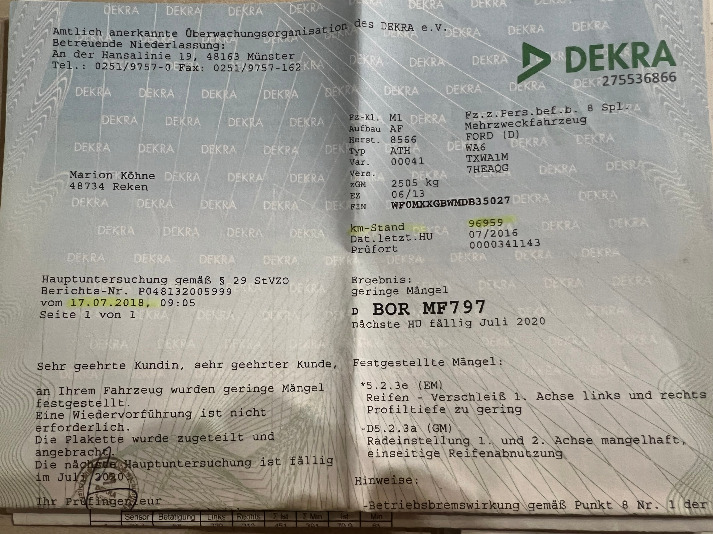 Amtlich anerkannte Überwachungsorganisation des DEKRA e.V.
Betreuende Niederlassung:
An der Hansalinie 19, 48163 Münster
Tel.: 0251/9757-0 Fax: 0251/9757-162
DEKRA
275536866
Marion Köhne
48734 Reken
Fz-Kl. M1 Fz.z.Pers.bef.b. 8 Spl.
Aufbau AF Mehrzweckfahrzeug
Herst. 8566 FORD (D)
Typ ATH WA6
Var. 00041 TXWA1M
Vers. 7HEAQG
zGM 2505 kg
EZ 06/13
FIN WF0MXXGBWMDB35027
km-Stand 96959
Dat.letzt.HU 07/2016
Prüfort 0000341143
Hauptuntersuchung gemäß § 29 StVZO
Berichts-Nr. P048132005999
vom 17.07.2018, 09:05
Seite 1 von 1
Ergebnis:
geringe Mängel
D BOR MF797
nächste HU fällig Juli 2020
Sehr geehrte Kundin, sehr geehrter Kunde,
an Ihrem Fahrzeug wurden geringe Mängel
festgestellt.
Eine Wiedervorführung ist nicht
erforderlich.
Die Plakette wurde zugeteilt und
angebracht.
Die nächste Hauptuntersuchung ist fällig
im Juli 2020.
Ihr Prüfingenieur
Festgestellte Mängel:
*5.2.3e (EM)
Reifen - Verschleiß 1. Achse links und rechts
Profiltiefe zu gering
-D5.2.3a (GM)
Radeinstellung 1. und 2. Achse mangelhaft,
einseitige Reifenabnutzung
Hinweise:
-Betriebsbremswirkung gemäß Punkt 8 Nr. 1 der
Sensor Betätigung Links Rechts